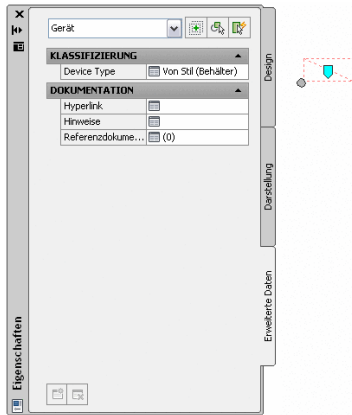 Gerät
KLASSIFIZIERUNG
Device Type Von Stil (Behälter)
DOKUMENTATION
Hyperlink
Hinweise
Referenzdokume... (0)
Design
Darstellung
Erweiterte Daten
Eigenschaften